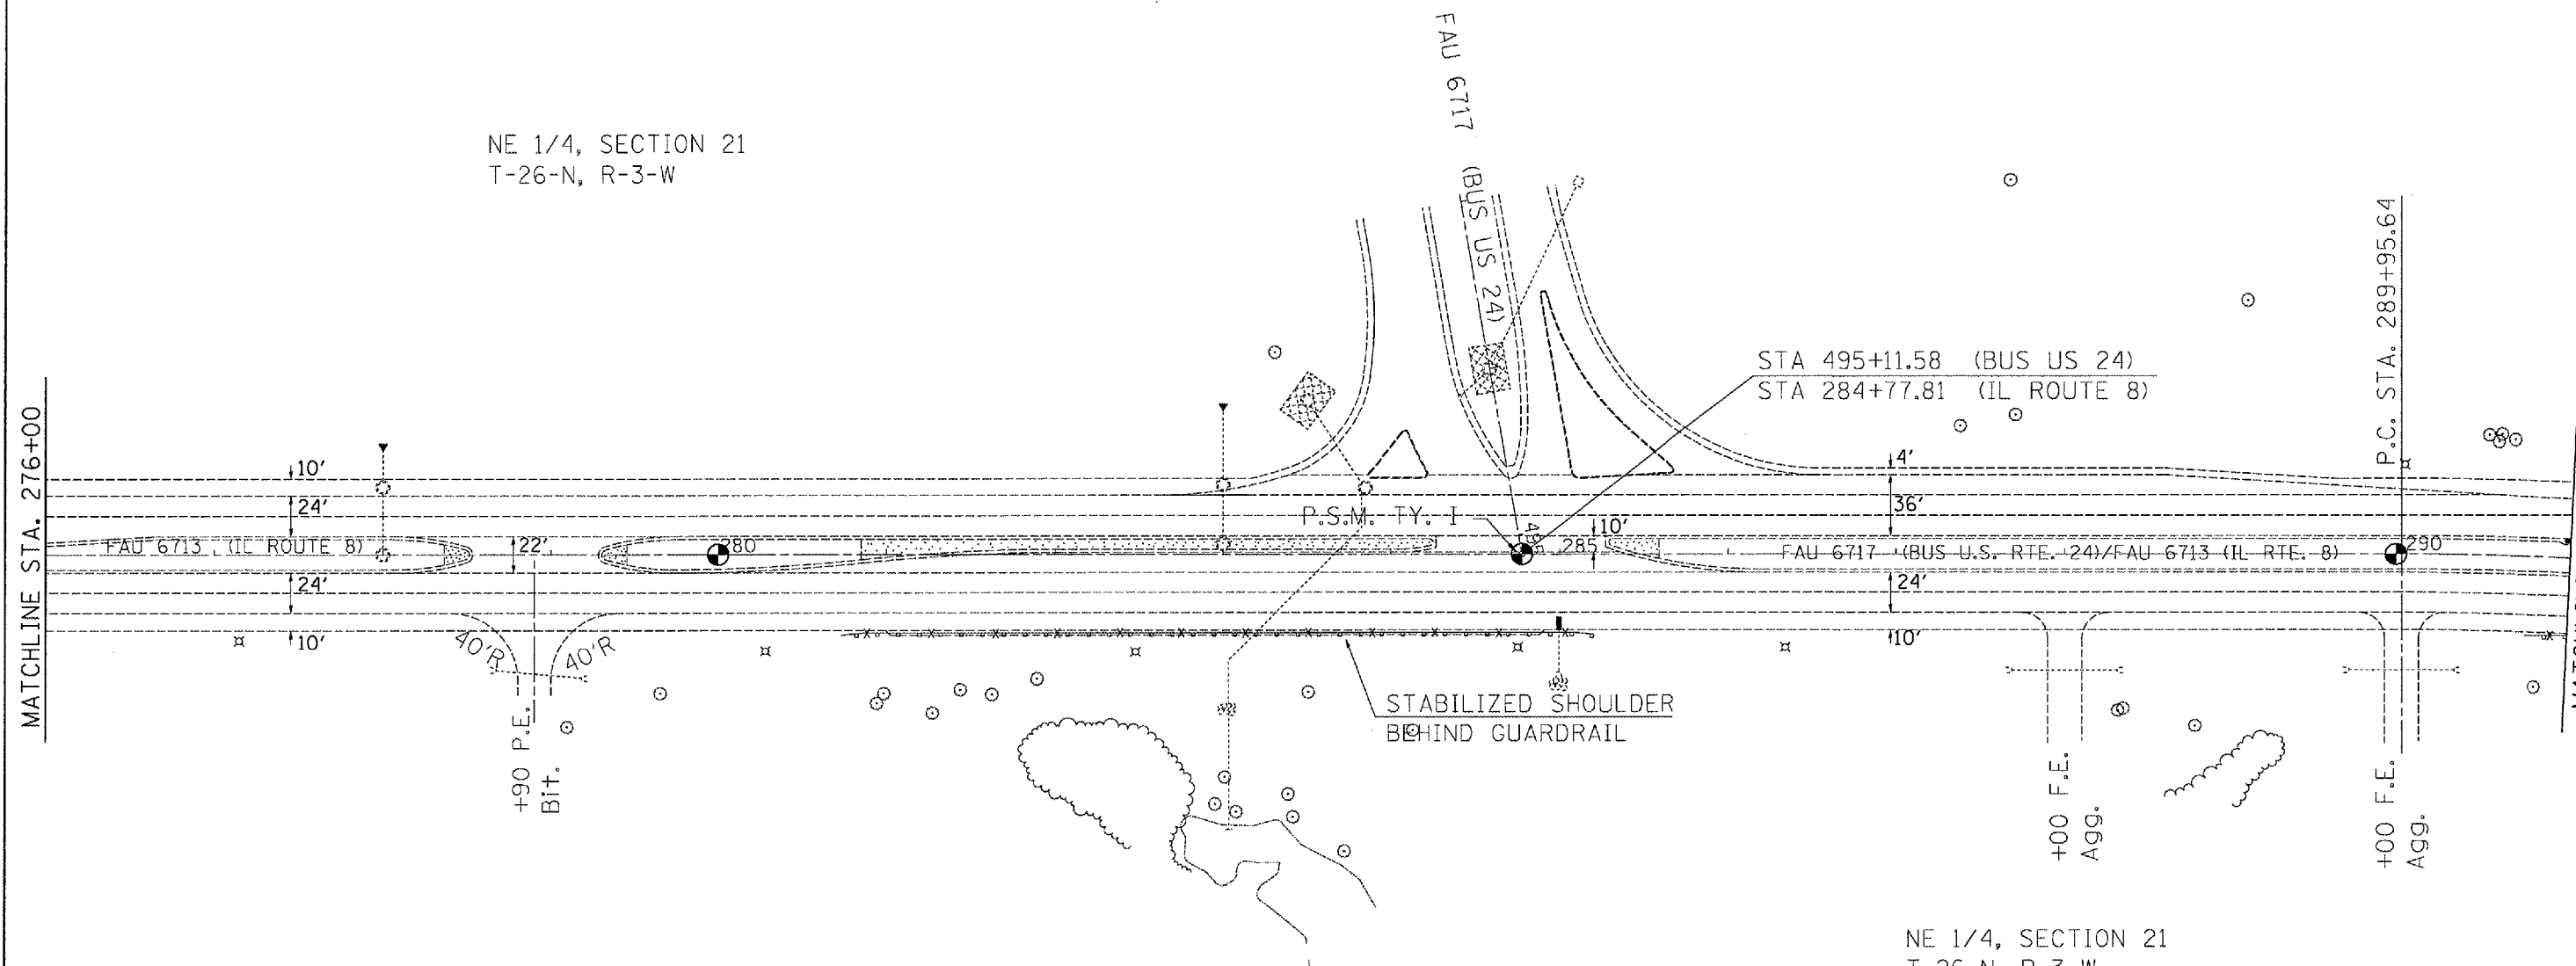 NE 1/4, SECTION 21
T-26-N, R-3-W
FAU 6717 (BUS US 24)
P.C. STA. 289+95.64
STA 495+11.58 (BUS US 24)
STA 284+77.81 (IL ROUTE 8)
MATCHLINE STA. 276+00
10'
24'
FAU 6713 (IL ROUTE 8)
22'
24'
10'
40'R
40'R
280
P.S.M. TY. I
10'
285
4'
36'
FAU 6717 (BUS U.S. RTE. 24)/FAU 6713 (IL RTE. 8)
290
24'
10'
STABILIZED SHOULDER
BEHIND GUARDRAIL
+90 P.E.
Bit.
+00 F.E.
Agg.
+00 F.E.
Agg.
NE 1/4, SECTION 21
T-26-N, R-3-W